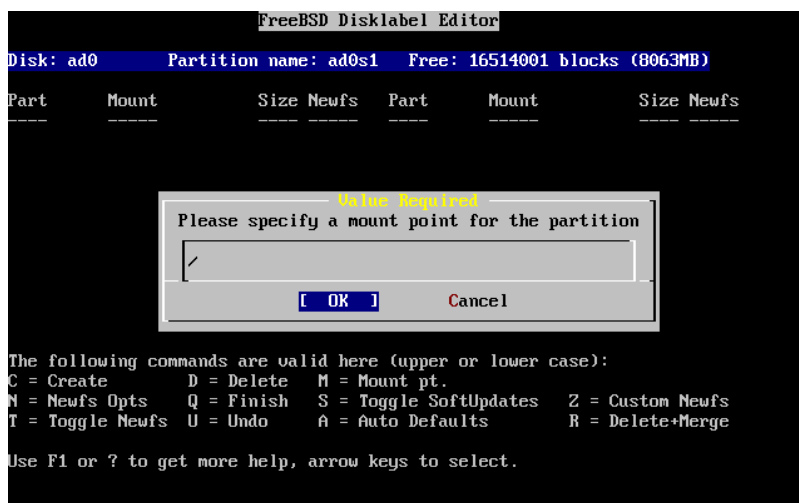 FreeBSD Disklabel Editor
Disk: ad0 Partition name: ad0s1 Free: 16514001 blocks (8063MB)
Part Mount Size Newfs Part Mount Size Newfs
---- ----- ---- ----- ---- ----- ---- -----
Value Required
Please specify a mount point for the partition
/
[ OK ] Cancel
The following commands are valid here (upper or lower case):
C = Create D = Delete M = Mount pt.
N = Newfs Opts Q = Finish S = Toggle SoftUpdates Z = Custom Newfs
T = Toggle Newfs U = Undo A = Auto Defaults R = Delete+Merge
Use F1 or ? to get more help, arrow keys to select.